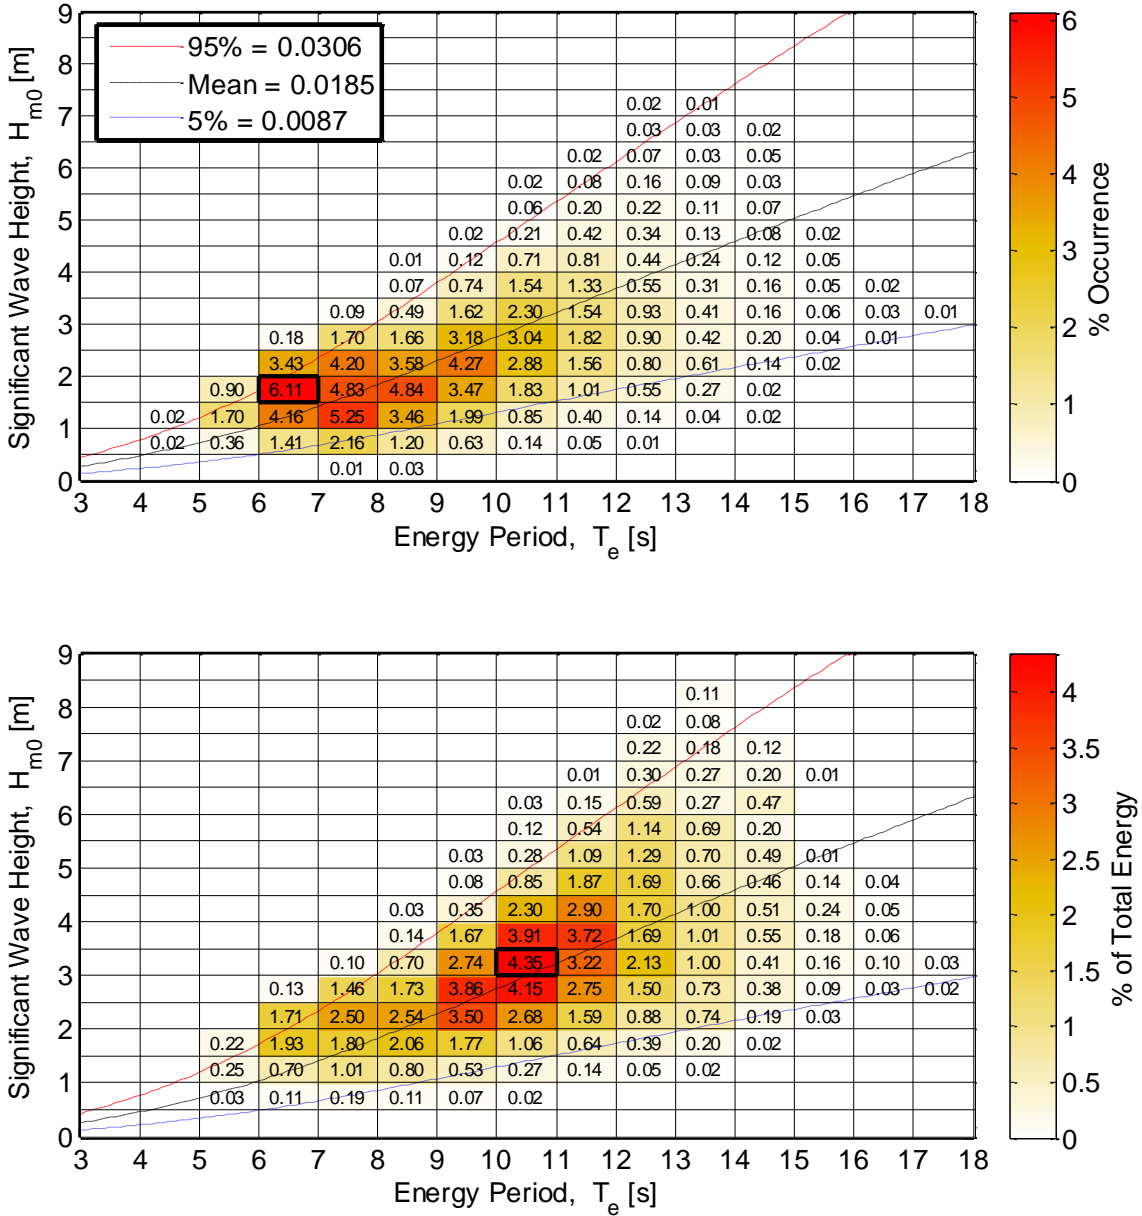 95% = 0.0306
Mean = 0.0185
5% = 0.0087
Significant Wave Height, H_m0 [m]
9
8
7
6
5
4
3
2
1
0
0.02 0.01
0.03 0.03 0.02
0.02 0.07 0.03 0.05
0.02 0.08 0.16 0.09 0.03
0.06 0.20 0.22 0.11 0.07
0.02 0.21 0.42 0.34 0.13 0.08 0.02
0.01 0.12 0.71 0.81 0.44 0.24 0.12 0.05
0.07 0.74 1.54 1.33 0.55 0.31 0.16 0.05 0.02
0.09 0.49 1.62 2.30 1.54 0.93 0.41 0.16 0.06 0.03 0.01
0.18 1.70 1.66 3.18 3.04 1.82 0.90 0.42 0.20 0.04 0.01
3.43 4.20 3.58 4.27 2.88 1.56 0.80 0.61 0.14 0.02
0.90 6.11 4.83 4.84 3.47 1.83 1.01 0.55 0.27 0.02
0.02 1.70 4.16 5.25 3.46 1.99 0.85 0.40 0.14 0.04 0.02
0.02 0.36 1.41 2.16 1.20 0.63 0.14 0.05 0.01
0.01 0.03
3 4 5 6 7 8 9 10 11 12 13 14 15 16 17 18
Energy Period, T_e [s]
6
5
4
3
2
1
0
% Occurrence
Significant Wave Height, H_m0 [m]
9
8
7
6
5
4
3
2
1
0
0.11
0.02 0.08
0.22 0.18 0.12
0.01 0.30 0.27 0.20 0.01
0.03 0.15 0.59 0.27 0.47
0.12 0.54 1.14 0.69 0.20
0.03 0.28 1.09 1.29 0.70 0.49 0.01
0.08 0.85 1.87 1.69 0.66 0.46 0.14 0.04
0.03 0.35 2.30 2.90 1.70 1.00 0.51 0.24 0.05
0.14 1.67 3.91 3.72 1.69 1.01 0.55 0.18 0.06
0.10 0.70 2.74 4.35 3.22 2.13 1.00 0.41 0.16 0.10 0.03
0.13 1.46 1.73 3.86 4.15 2.75 1.50 0.73 0.38 0.09 0.03 0.02
1.71 2.50 2.54 3.50 2.68 1.59 0.88 0.74 0.19 0.03
0.22 1.93 1.80 2.06 1.77 1.06 0.64 0.39 0.20 0.02
0.25 0.70 1.01 0.80 0.53 0.27 0.14 0.05 0.02
0.03 0.11 0.19 0.11 0.07 0.02
3 4 5 6 7 8 9 10 11 12 13 14 15 16 17 18
Energy Period, T_e [s]
4
3.5
3
2.5
2
1.5
1
0.5
0
% of Total Energy